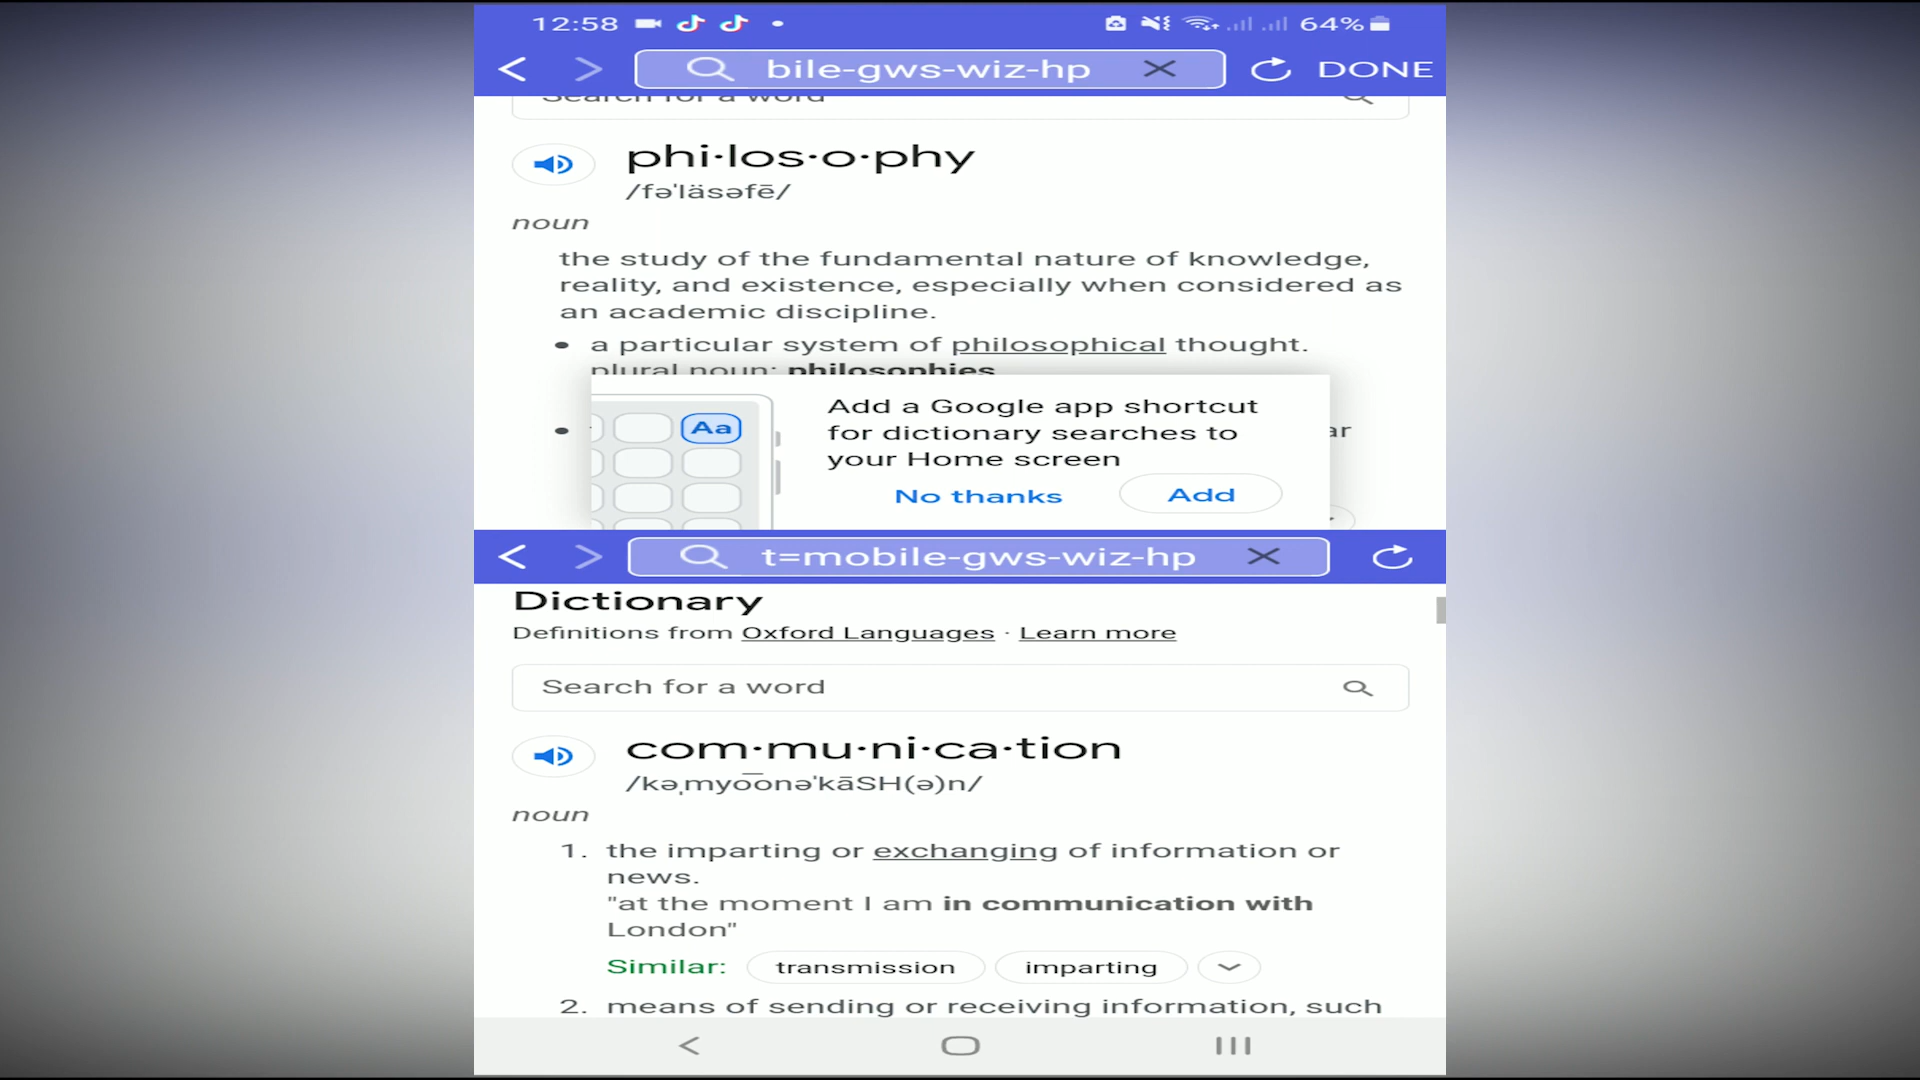 12:58 64%
bile-gws-wiz-hp DONE
Search for a word
phi·los·o·phy
/fəˈläsəfē/
noun
the study of the fundamental nature of knowledge,
reality, and existence, especially when considered as
an academic discipline.
• a particular system of philosophical thought.
plural noun: philosophies
Aa
Add a Google app shortcut
for dictionary searches to
your Home screen
No thanks Add
t=mobile-gws-wiz-hp
Dictionary
Definitions from Oxford Languages · Learn more
Search for a word
com·mu·ni·ca·tion
/kəˌmyo͞onəˈkāSH(ə)n/
noun
1. the imparting or exchanging of information or
news.
"at the moment I am in communication with
London"
Similar: transmission imparting
2. means of sending or receiving information, such